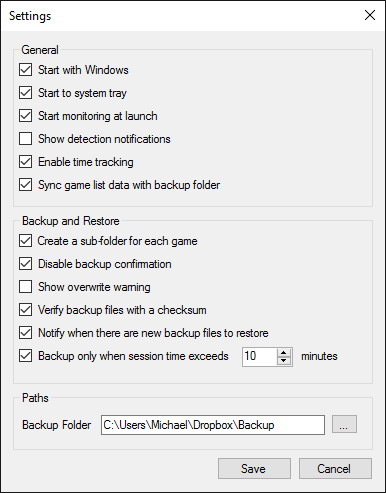 Settings
General
Start with Windows
Start to system tray
Start monitoring at launch
Show detection notifications
Enable time tracking
Sync game list data with backup folder
Backup and Restore
Create a sub-folder for each game
Disable backup confirmation
Show overwrite warning
Verify backup files with a checksum
Notify when there are new backup files to restore
Backup only when session time exceeds 10 minutes
Paths
Backup Folder C:\Users\Michael\Dropbox\Backup ...
Save Cancel